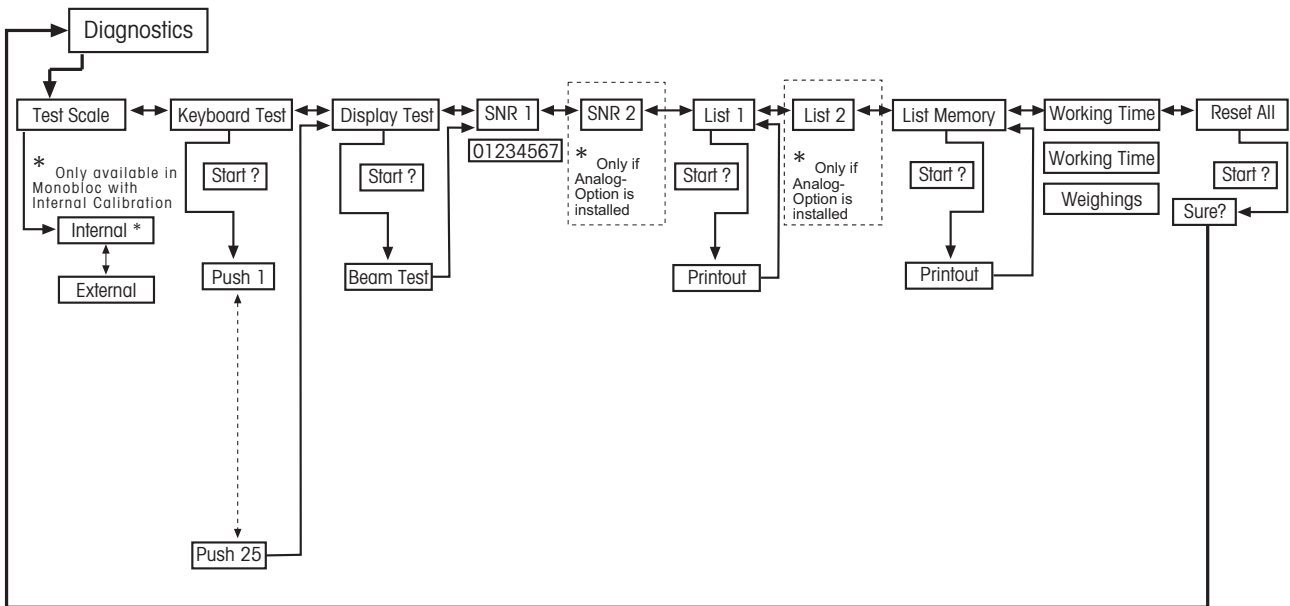 Diagnostics
Test Scale
Keyboard Test
Display Test
SNR 1
SNR 2
List 1
List 2
List Memory
Working Time
Reset All
01234567
* Only available in
Monobloc with
Internal Calibration
Start ?
Start ?
* Only if
Analog-
Option is
installed
Start ?
* Only if
Analog-
Option is
installed
Start ?
Working Time
Start ?
Weighings
Sure?
Internal *
Push 1
Beam Test
Printout
Printout
External
Push 25